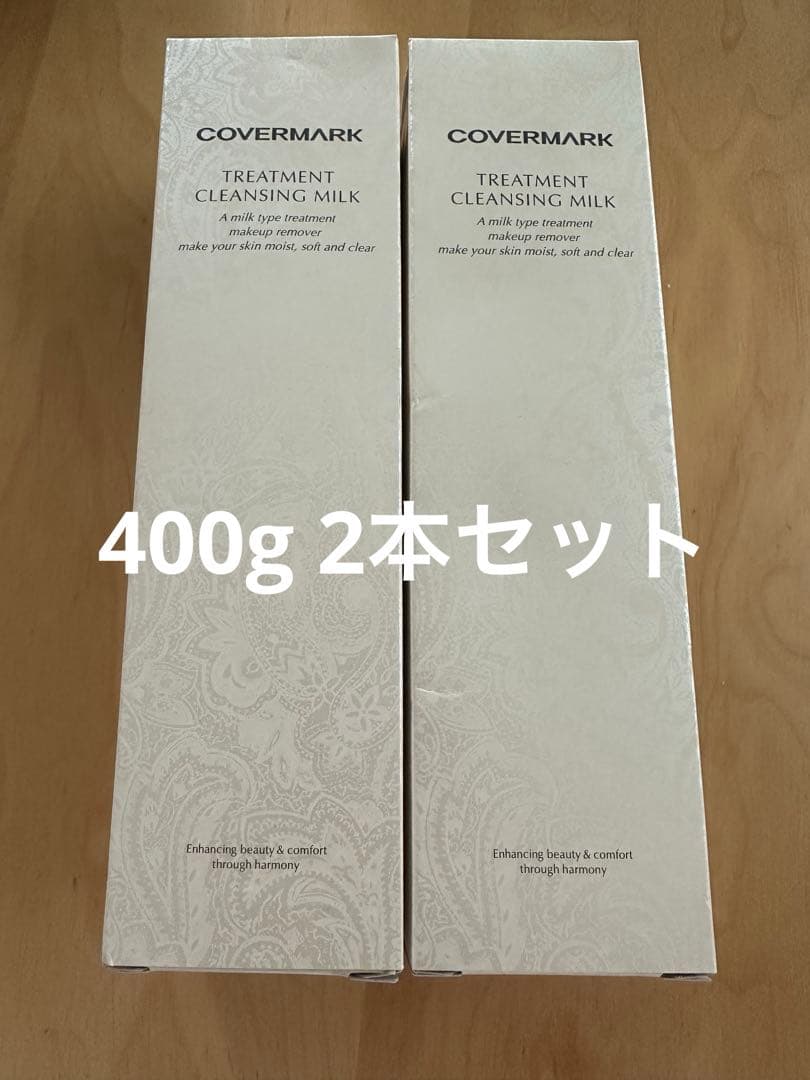 COVERMARK
TREATMENT
CLEANSING MILK
A milk type treatment
makeup remover
make your skin moist, soft and clear
COVERMARK
TREATMENT
CLEANSING MILK
A milk type treatment
makeup remover
make your skin moist, soft and clear
400g 2本セット
Enhancing beauty & comfort
through harmony
Enhancing beauty & comfort
through harmony